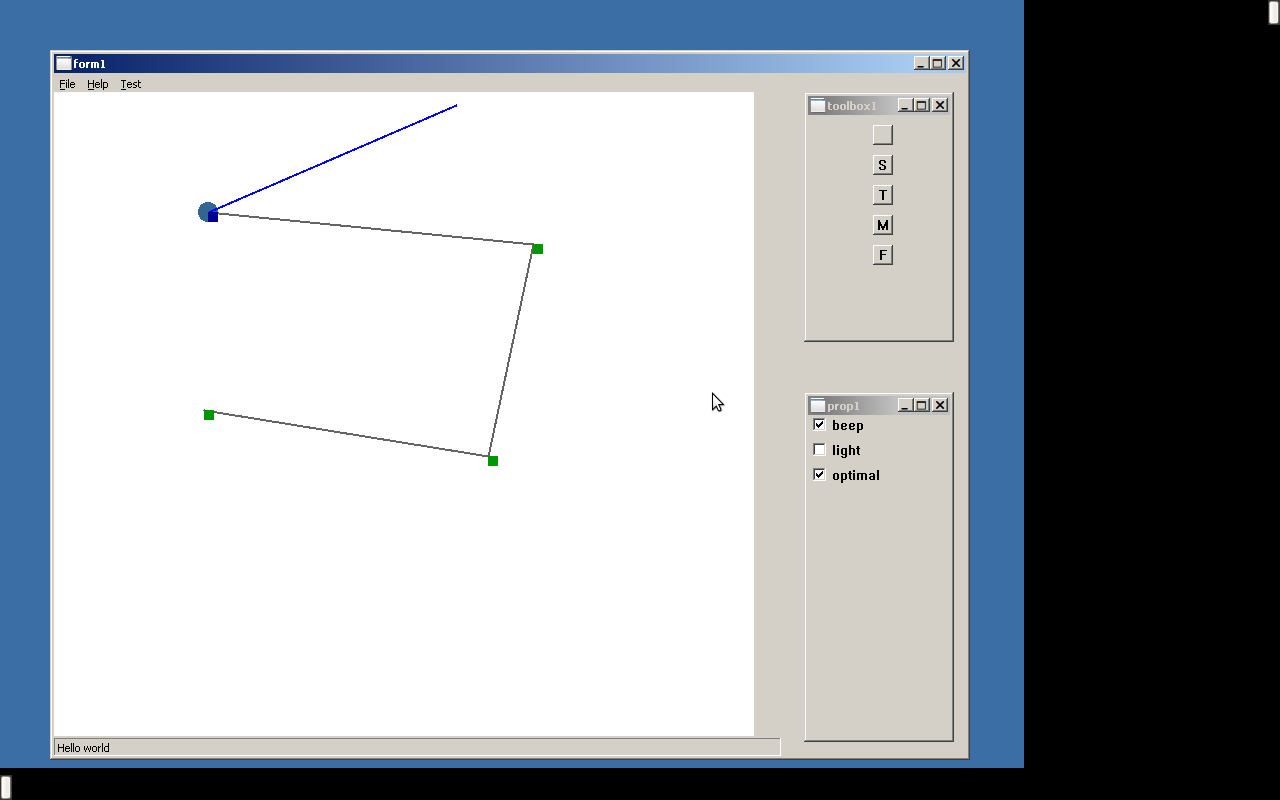 form1
File Help Test
toolbox1
S
T
M
F
prop1
beep
light
optimal
Hello world